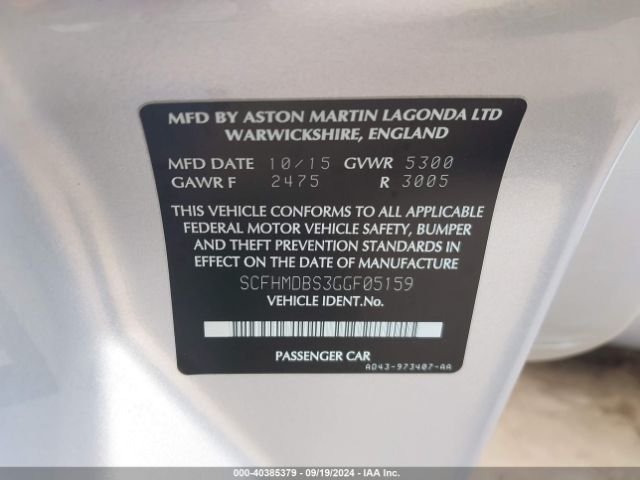 MFD BY ASTON MARTIN LAGONDA LTD
WARWICKSHIRE, ENGLAND
MFD DATE 10/15 GVWR 5300
GAWR F 2475 R 3005
THIS VEHICLE CONFORMS TO ALL APPLICABLE
FEDERAL MOTOR VEHICLE SAFETY, BUMPER
AND THEFT PREVENTION STANDARDS IN
EFFECT ON THE DATE OF MANUFACTURE
SCFHMDBS3GGF05159
VEHICLE IDENT.No.
PASSENGER CAR
AD43-973407-AA
000-40385379 - 09/19/2024 - IAA Inc.